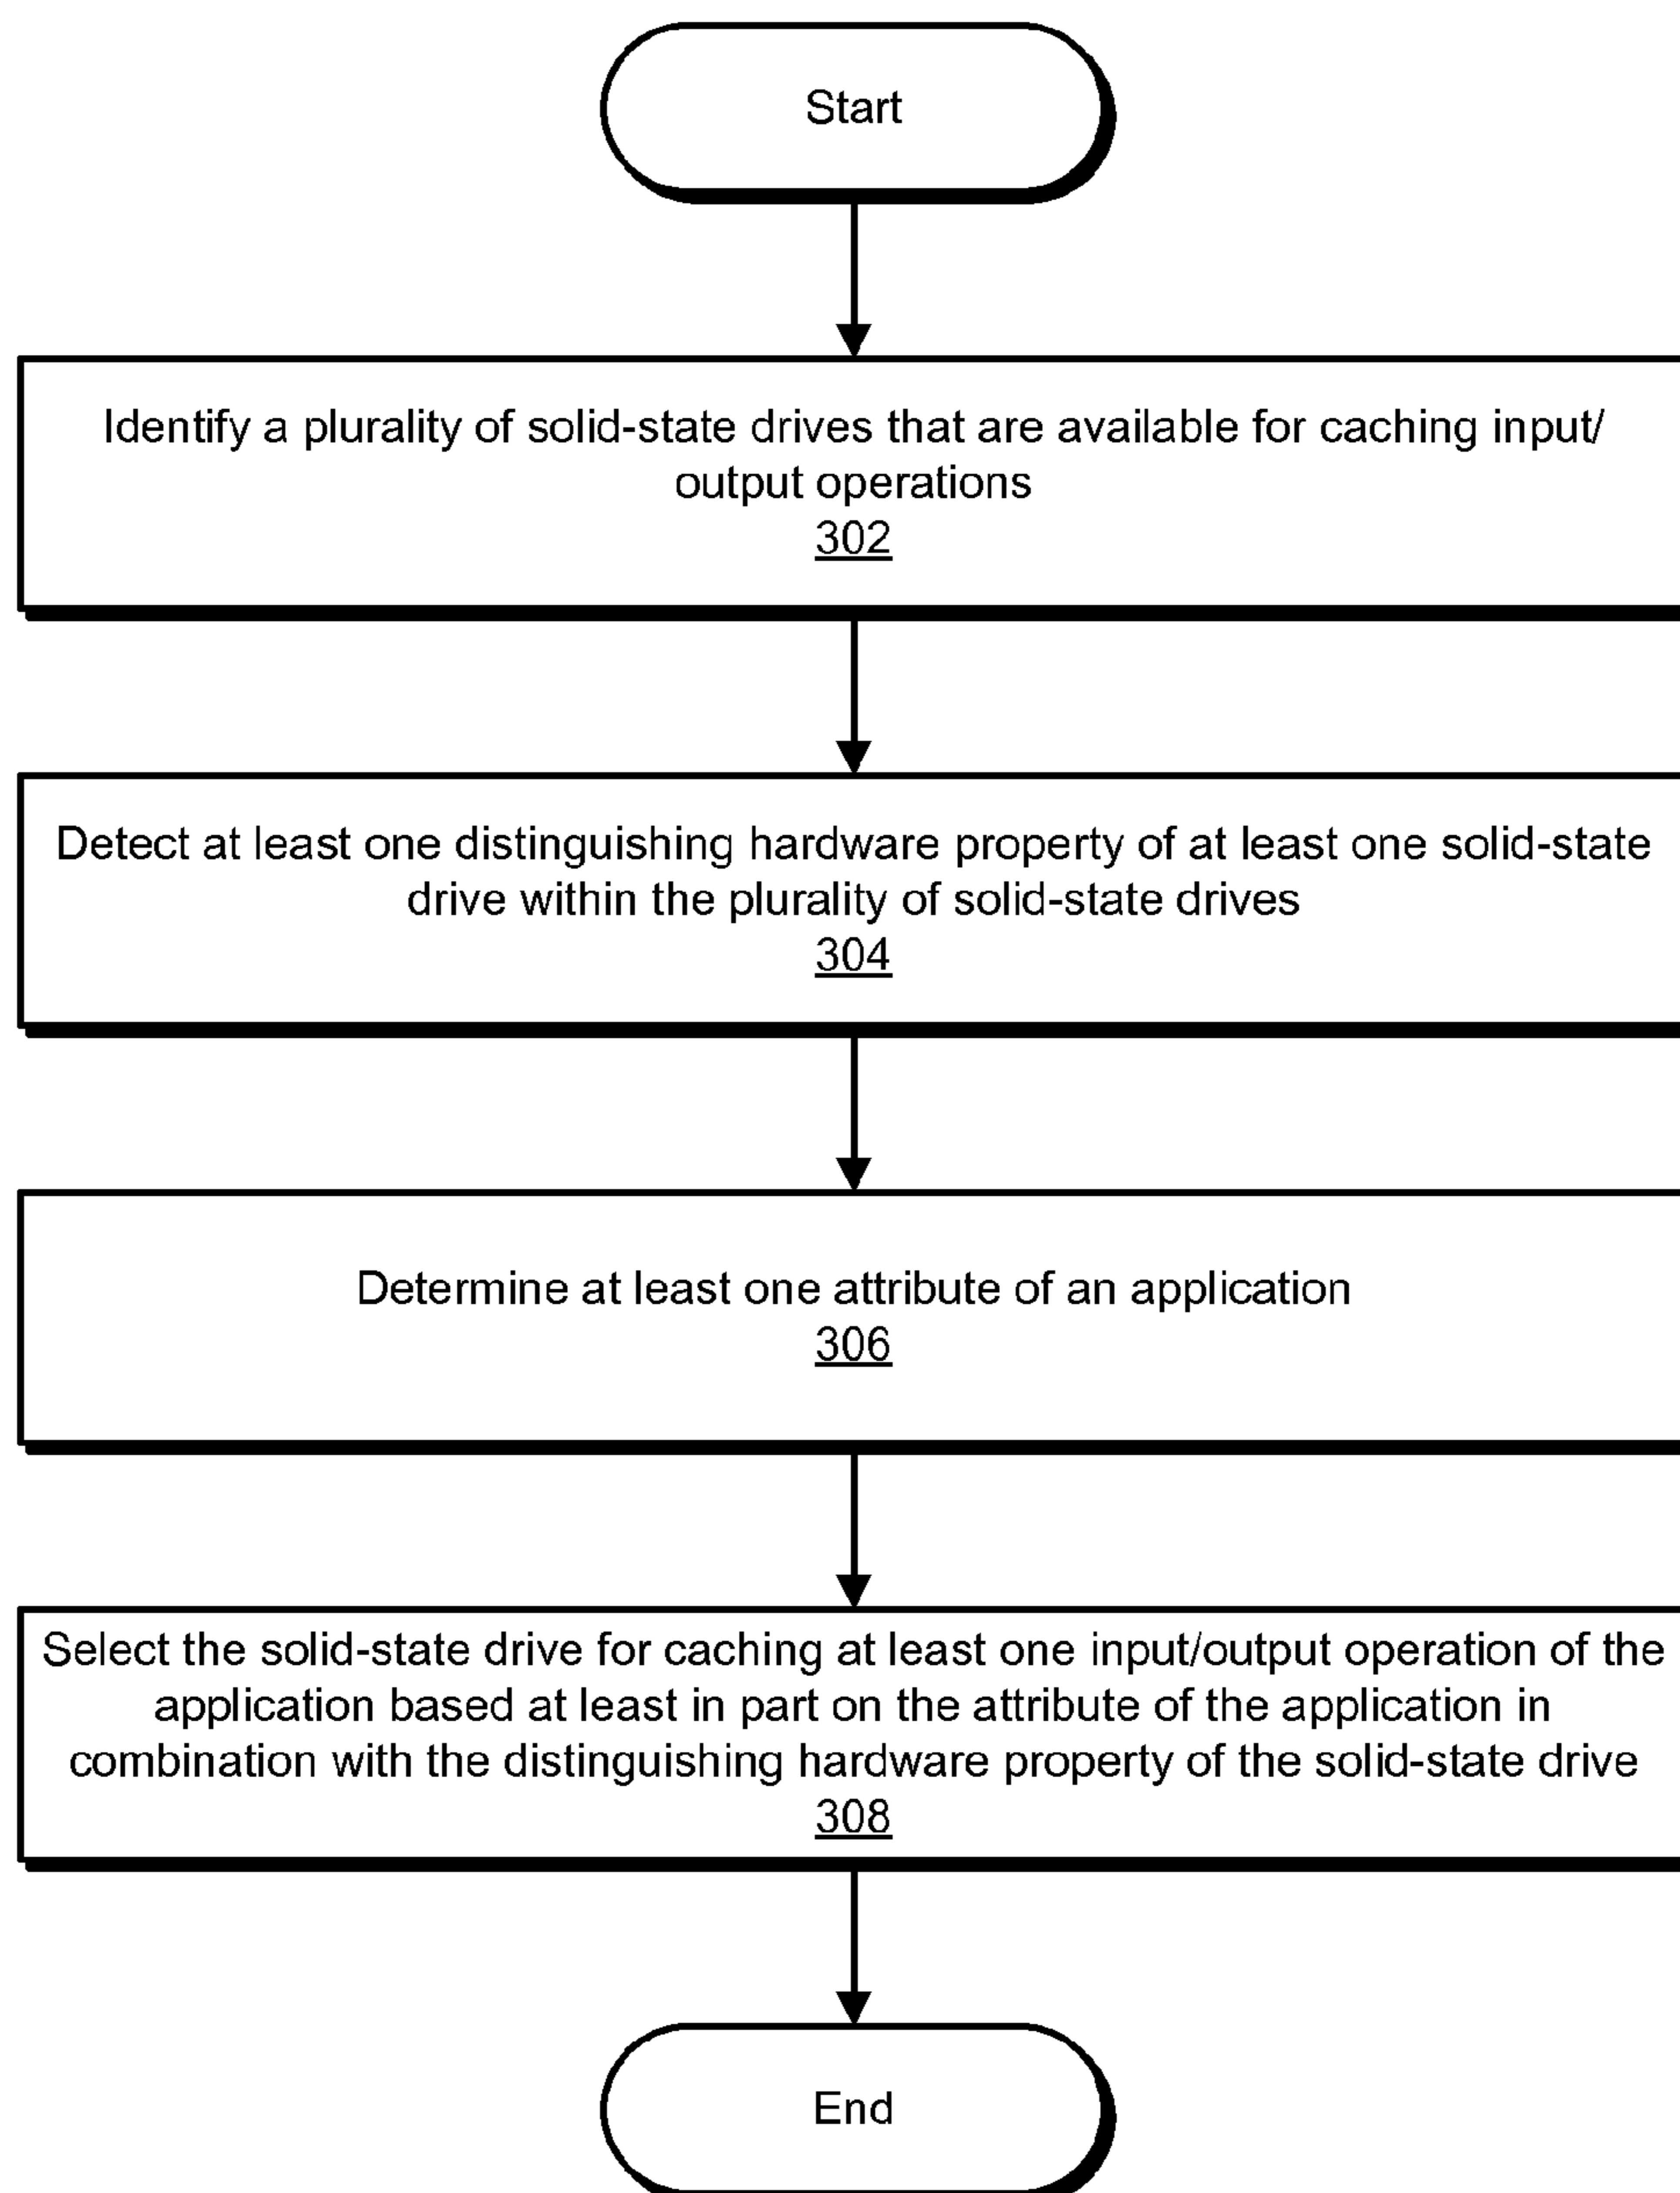 Start
Identify a plurality of solid-state drives that are available for caching input/
output operations
302
Detect at least one distinguishing hardware property of at least one solid-state
drive within the plurality of solid-state drives
304
Determine at least one attribute of an application
306
Select the solid-state drive for caching at least one input/output operation of the
application based at least in part on the attribute of the application in
combination with the distinguishing hardware property of the solid-state drive
308
End